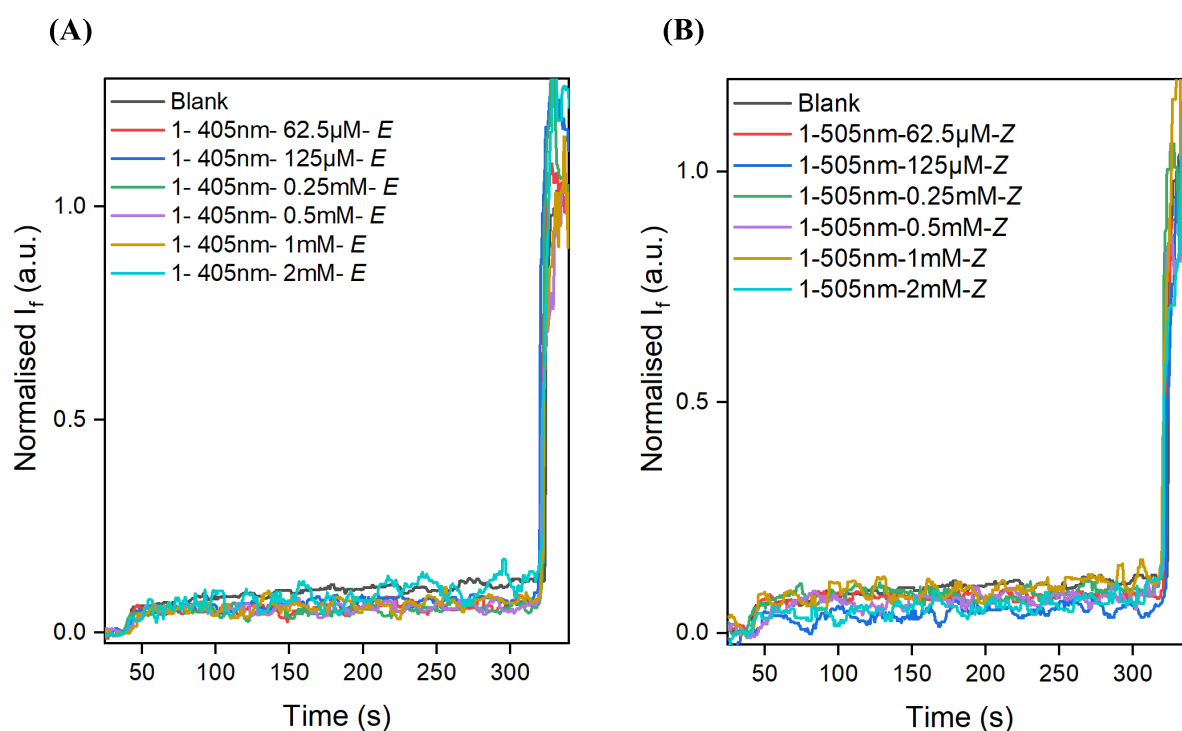 (A)
Blank
1- 405nm- 62.5µM- E
1- 405nm- 125µM- E
1- 405nm- 0.25mM- E
1- 405nm- 0.5mM- E
1- 405nm- 1mM- E
1- 405nm- 2mM- E
Normalised If (a.u.)
1.0
0.5
0.0
50 100 150 200 250 300
Time (s)
(B)
Blank
1-505nm-62.5µM-Z
1-505nm-125µM-Z
1-505nm-0.25mM-Z
1-505nm-0.5mM-Z
1-505nm-1mM-Z
1-505nm-2mM-Z
Normalised If (a.u.)
1.0
0.5
0.0
50 100 150 200 250 300
Time (s)